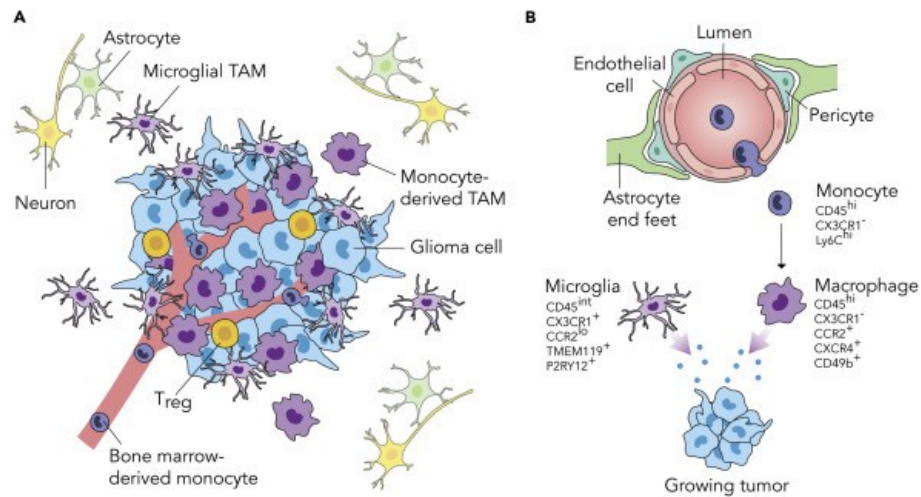 A
Astrocyte
Microglial TAM
Neuron
Monocyte-
derived TAM
Glioma cell
Treg
Bone marrow-
derived monocyte
B
Lumen
Endothelial
cell
Pericyte
Astrocyte
end feet
Monocyte
CD45hi
CX3CR1-
Ly6Chi
Microglia
CD45int
CX3CR1+
CCR2lo
TMEM119+
P2RY12+
Macrophage
CD45hi
CX3CR1-
CCR2+
CXCR4+
CD49b+
Growing tumor